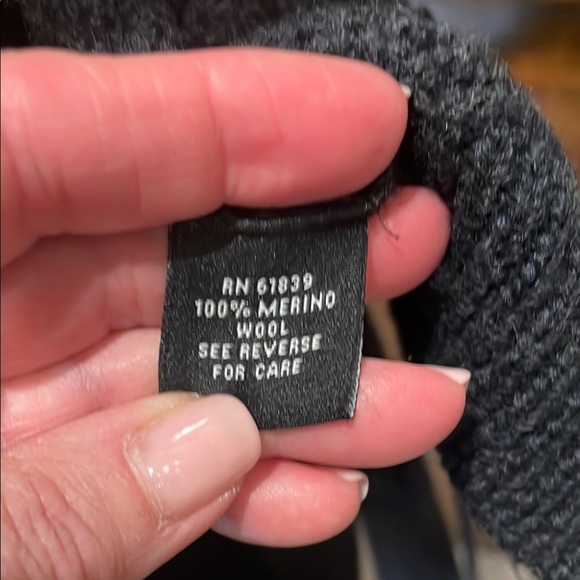 RN 61839
100% MERINO
WOOL
SEE REVERSE
FOR CARE